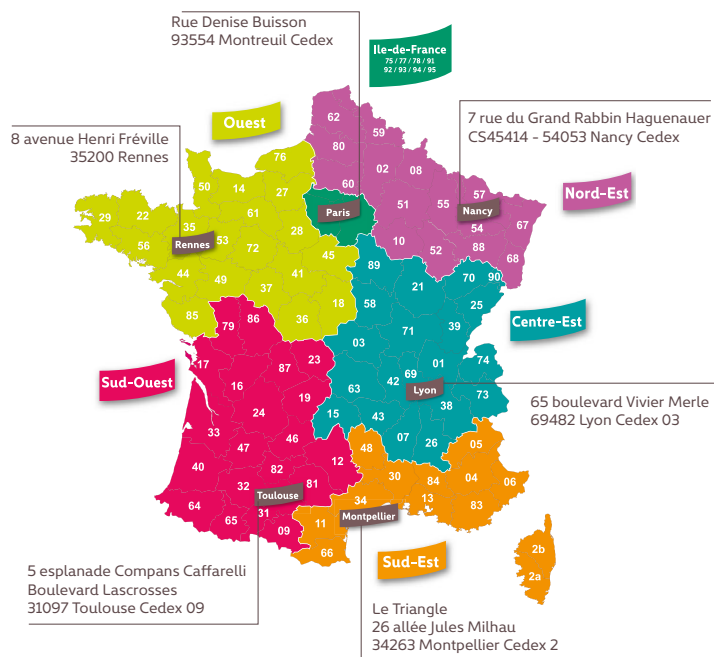 Rue Denise Buisson
93554 Montreuil Cedex
Ile-de-France
75 / 77 / 78 / 91
92 / 93 / 94 / 95
8 avenue Henri Fréville
35200 Rennes
Ouest
7 rue du Grand Rabbin Haguenauer
CS45414 - 54053 Nancy Cedex
Nord-Est
62
59
80
02
08
60
51
55
57
Nancy
54
67
10
52
88
68
Paris
76
50
14
27
29
22
35
61
28
56
Rennes
53
72
45
44
49
37
41
18
85
36
89
21
70
90
58
25
71
39
Centre-Est
03
01
74
69
42
Lyon
63
73
38
15
43
07
26
65 boulevard Vivier Merle
69482 Lyon Cedex 03
79
86
Sud-Ouest
17
87
23
16
19
24
33
46
47
12
40
82
81
32
Toulouse
31
64
65
09
48
05
30
84
04
06
34
13
83
Montpellier
11
66
Sud-Est
2b
2a
5 esplanade Compans Caffarelli
Boulevard Lascrosses
31097 Toulouse Cedex 09
Le Triangle
26 allée Jules Milhau
34263 Montpellier Cedex 2